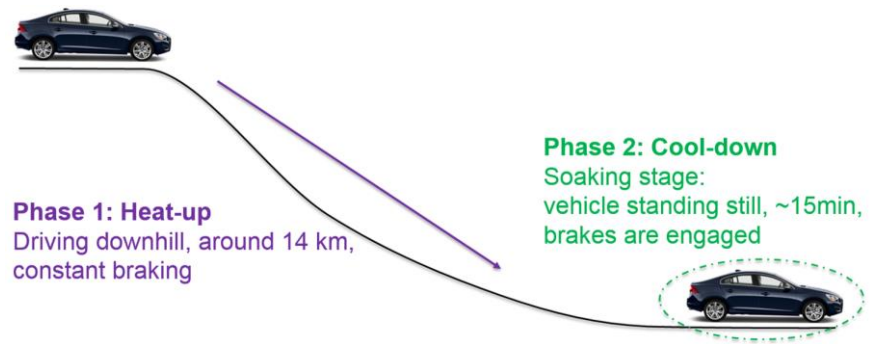 Phase 2: Cool-down
Soaking stage:
vehicle standing still, ~15min,
brakes are engaged
Phase 1: Heat-up
Driving downhill, around 14 km,
constant braking